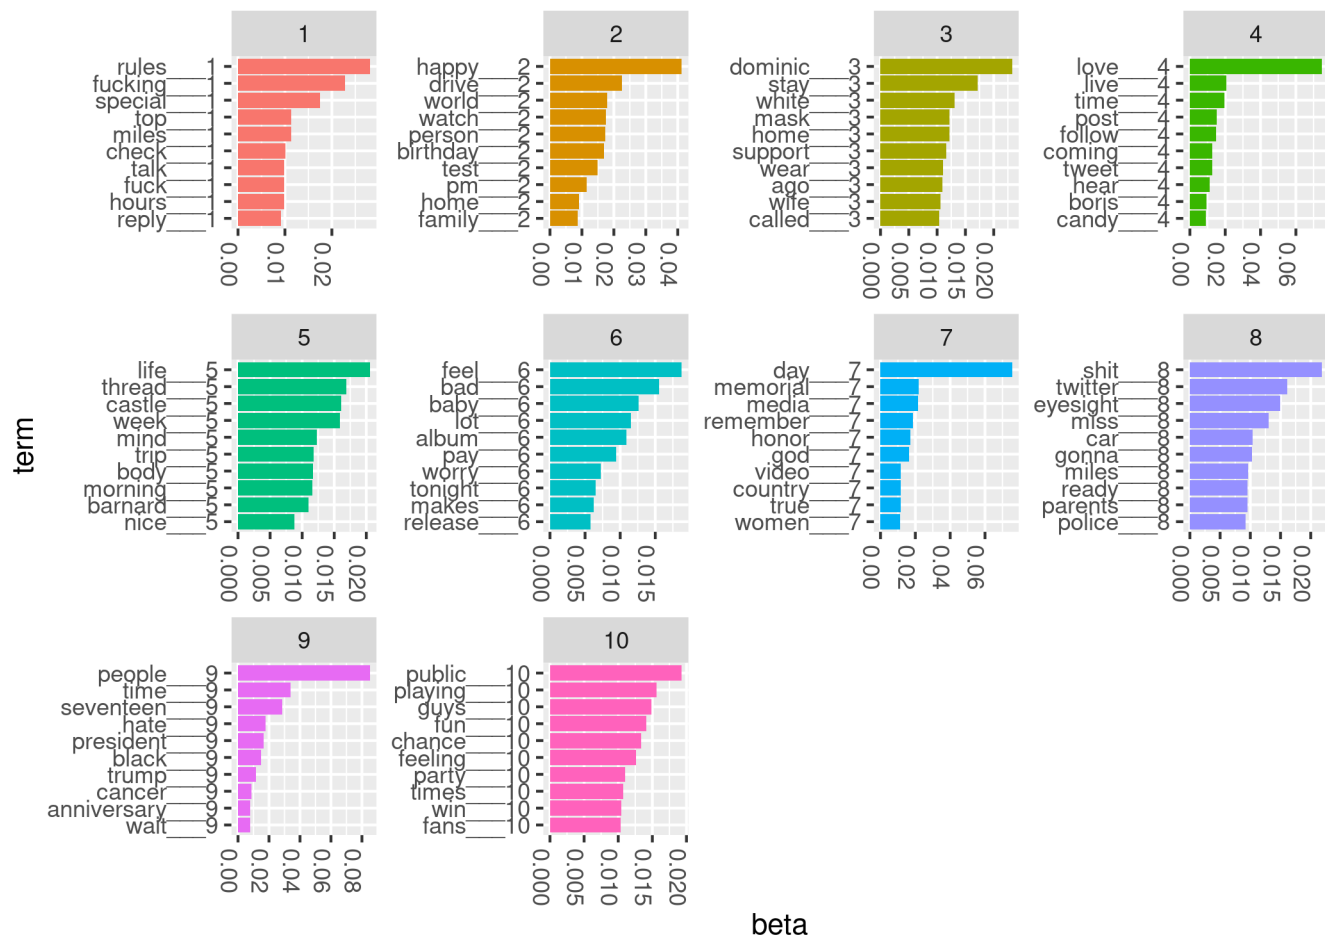 1
rules___1
fucking___1
special___1
top___1
miles___1
check___1
talk___1
fuck___1
hours___1
reply___1
0.00
0.01
0.02
2
happy___2
drive___2
world___2
watch___2
person___2
birthday___2
test___2
pm___2
home___2
family___2
0.00
0.01
0.02
0.03
0.04
3
dominic___3
stay___3
white___3
mask___3
home___3
support___3
wear___3
ago___3
wife___3
called___3
0.000
0.005
0.010
0.015
0.020
4
love___4
live___4
time___4
post___4
follow___4
coming___4
tweet___4
hear___4
boris___4
candy___4
0.00
0.02
0.04
0.06
term
5
life___5
thread___5
castle___5
week___5
mind___5
trip___5
body___5
morning___5
barnard___5
nice___5
0.000
0.005
0.010
0.015
0.020
6
feel___6
bad___6
baby___6
lot___6
album___6
pay___6
worry___6
tonight___6
makes___6
release___6
0.000
0.005
0.010
0.015
7
day___7
memorial___7
media___7
remember___7
honor___7
god___7
video___7
country___7
true___7
women___7
0.00
0.02
0.04
0.06
8
shit___8
twitter___8
eyesight___8
miss___8
car___8
gonna___8
miles___8
ready___8
parents___8
police___8
0.000
0.005
0.010
0.015
0.020
9
people___9
time___9
seventeen___9
hate___9
president___9
black___9
trump___9
cancer___9
anniversary___9
wait___9
0.00
0.02
0.04
0.06
0.08
10
public___10
playing___10
guys___10
fun___10
chance___10
feeling___10
party___10
times___10
win___10
fans___10
0.000
0.005
0.010
0.015
0.020
beta